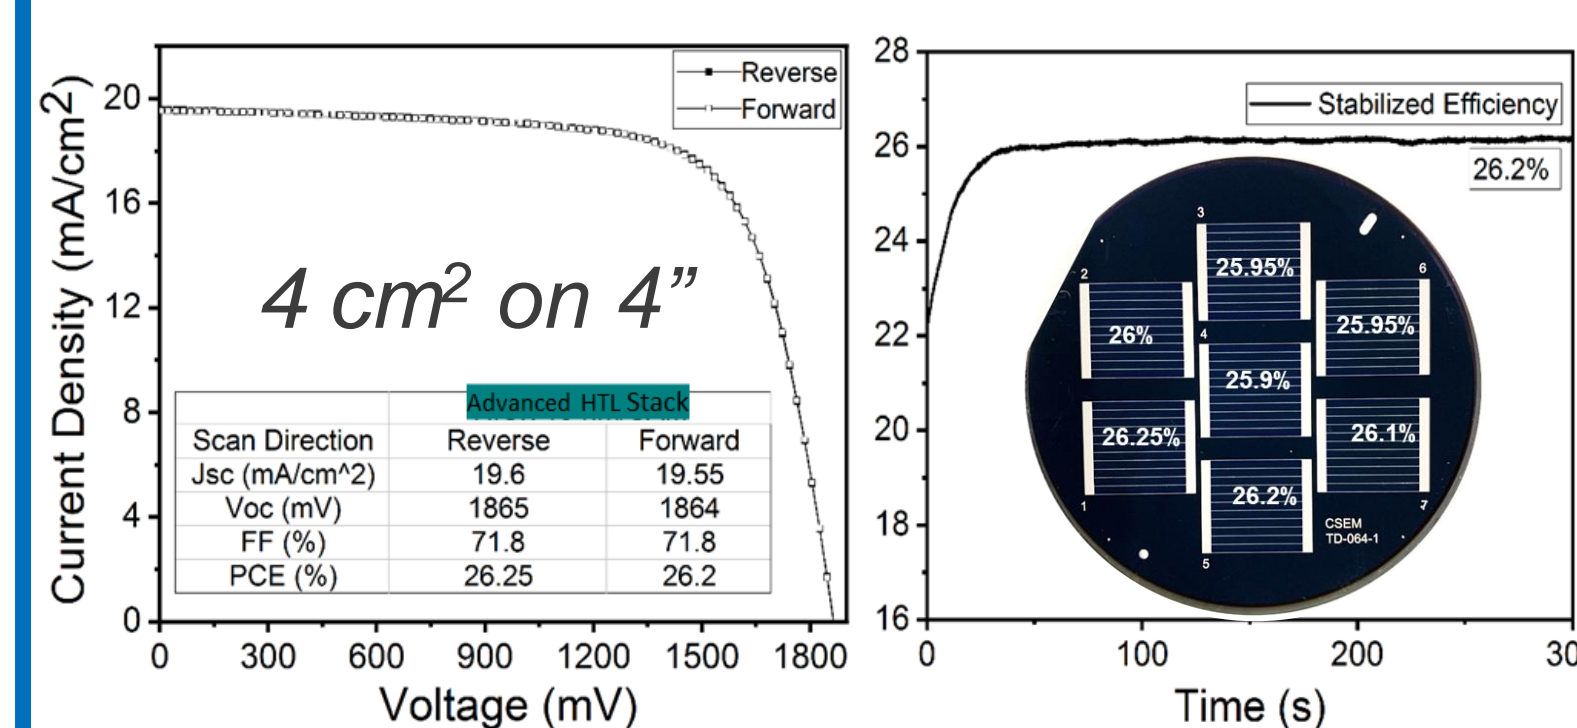 Reverse
Forward
20
16
12
8
4
0
Current Density (mA/cm²)
4 cm² on 4”
Advanced HTL Stack
Scan Direction Reverse Forward
Jsc (mA/cm^2) 19.6 19.55
Voc (mV) 1865 1864
FF (%) 71.8 71.8
PCE (%) 26.25 26.2
0 300 600 900 1200 1500 1800
Voltage (mV)
28
26
24
22
20
18
16
Stabilized Efficiency
26.2%
3
25.95%
2
26%
6
25.95%
4
25.9%
26.25%
1
26.1%
7
26.2%
5
CSEM
TD-064-1
0 100 200 30
Time (s)